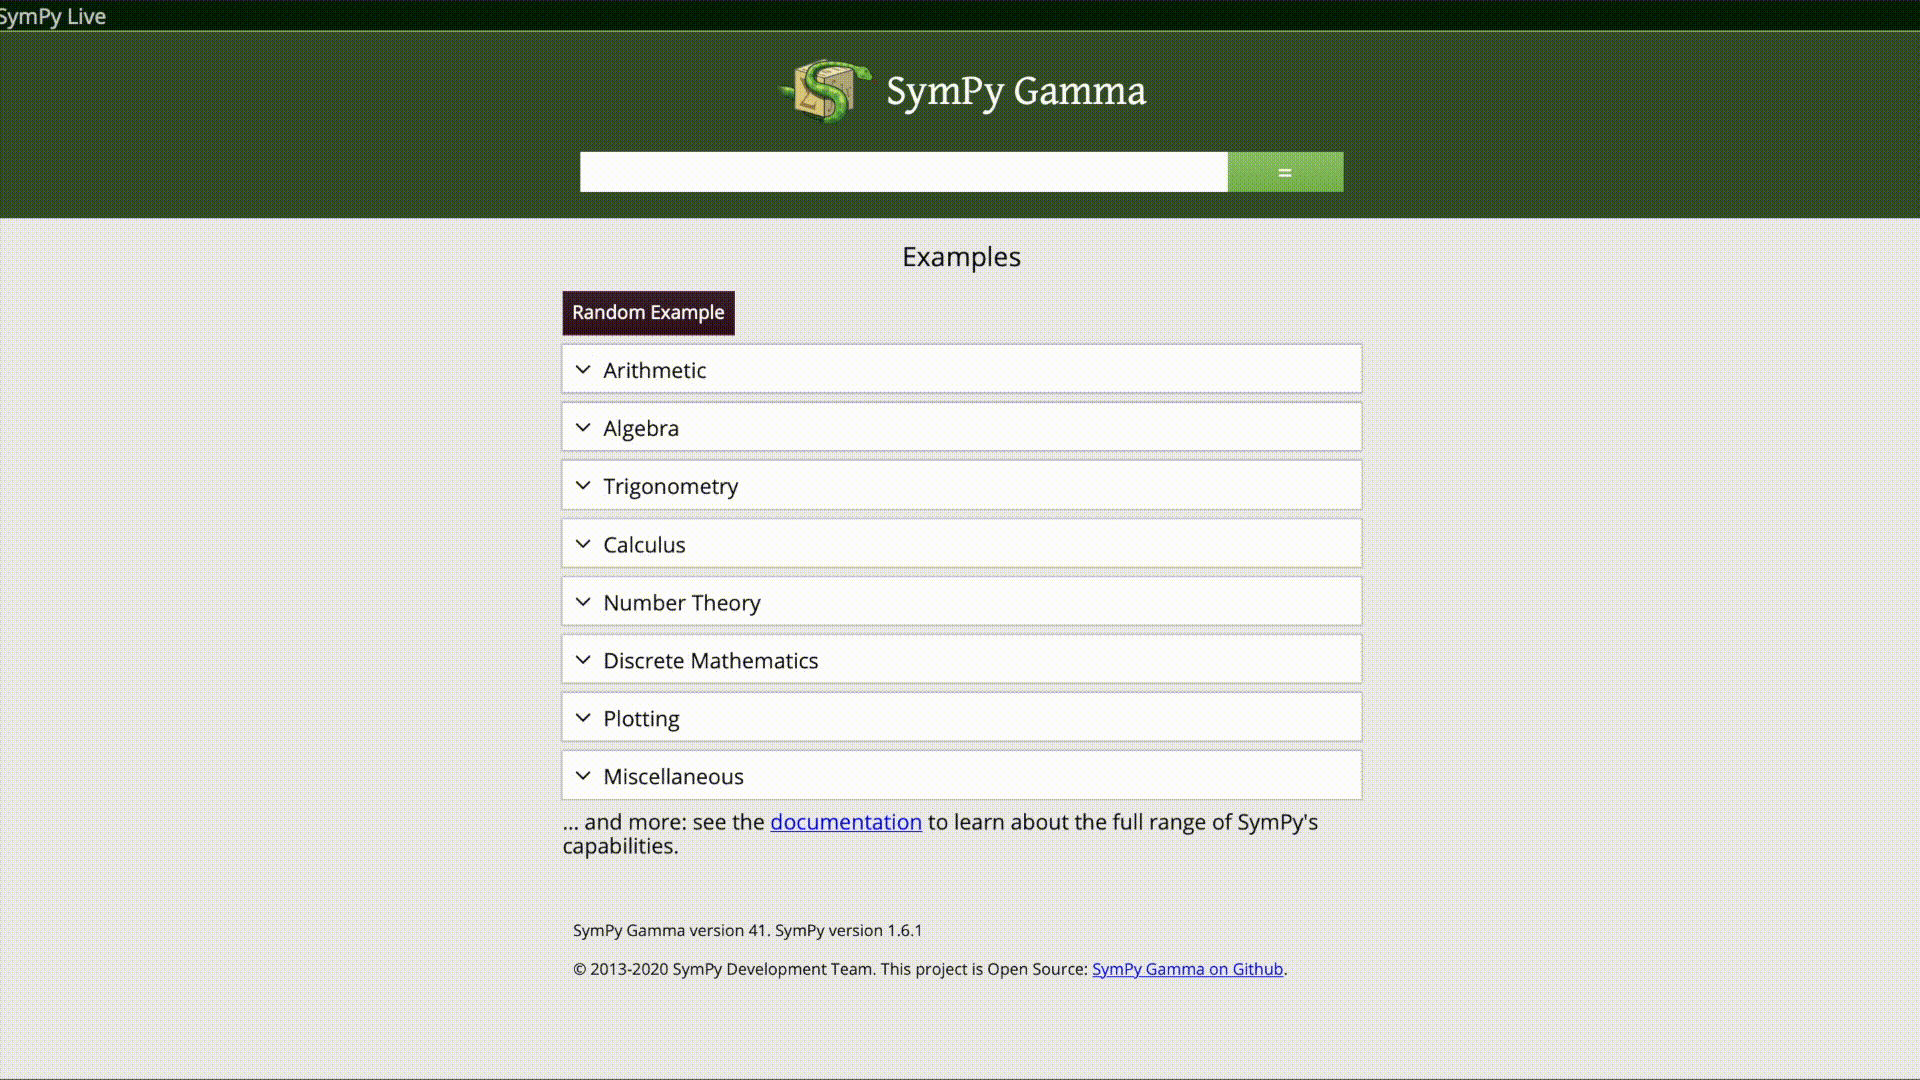 SymPy Live
SymPy Gamma
=
Examples
Random Example
Arithmetic
Algebra
Trigonometry
Calculus
Number Theory
Discrete Mathematics
Plotting
Miscellaneous
... and more: see the documentation to learn about the full range of SymPy's
capabilities.
SymPy Gamma version 41. SymPy version 1.6.1
© 2013-2020 SymPy Development Team. This project is Open Source: SymPy Gamma on Github.